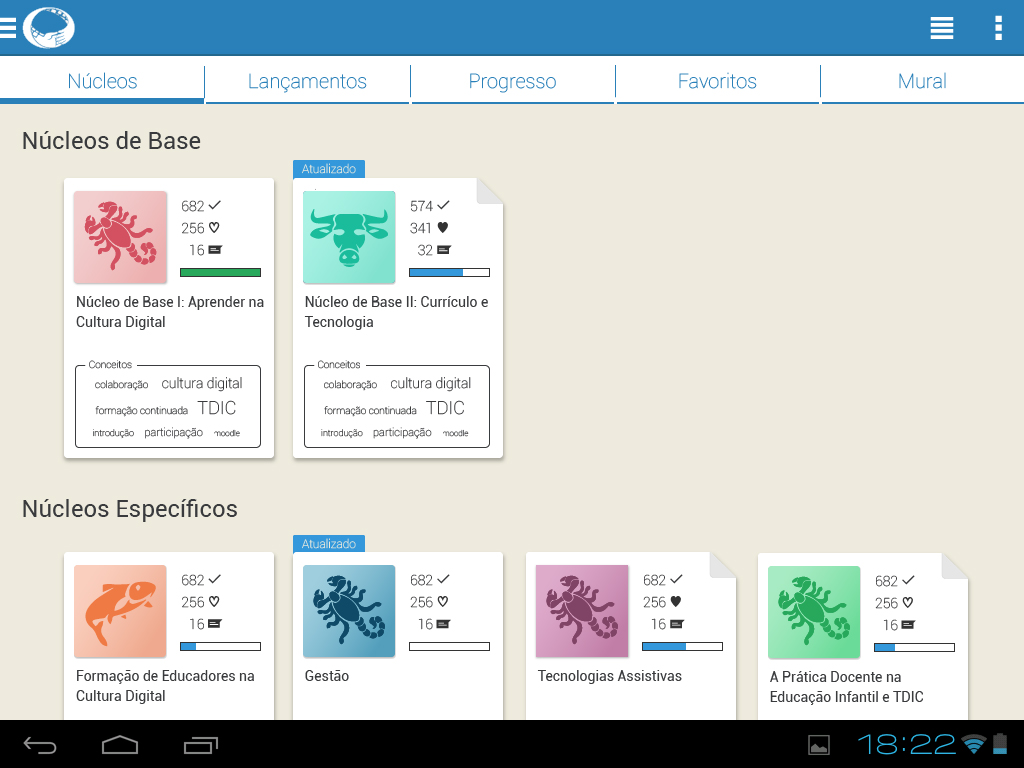 Núcleos
Lançamentos
Progresso
Favoritos
Mural
Núcleos de Base
682
256
16
Núcleo de Base I: Aprender na
Cultura Digital
Conceitos
colaboração cultura digital
formação continuada TDIC
introdução participação moodle
Atualizado
574
341
32
Núcleo de Base II: Currículo e
Tecnologia
Conceitos
colaboração cultura digital
formação continuada TDIC
introdução participação moodle
Núcleos Específicos
682
256
16
Formação de Educadores na
Cultura Digital
Atualizado
682
256
16
Gestão
682
256
16
Tecnologias Assistivas
682
256
16
A Prática Docente na
Educação Infantil e TDIC
18:22